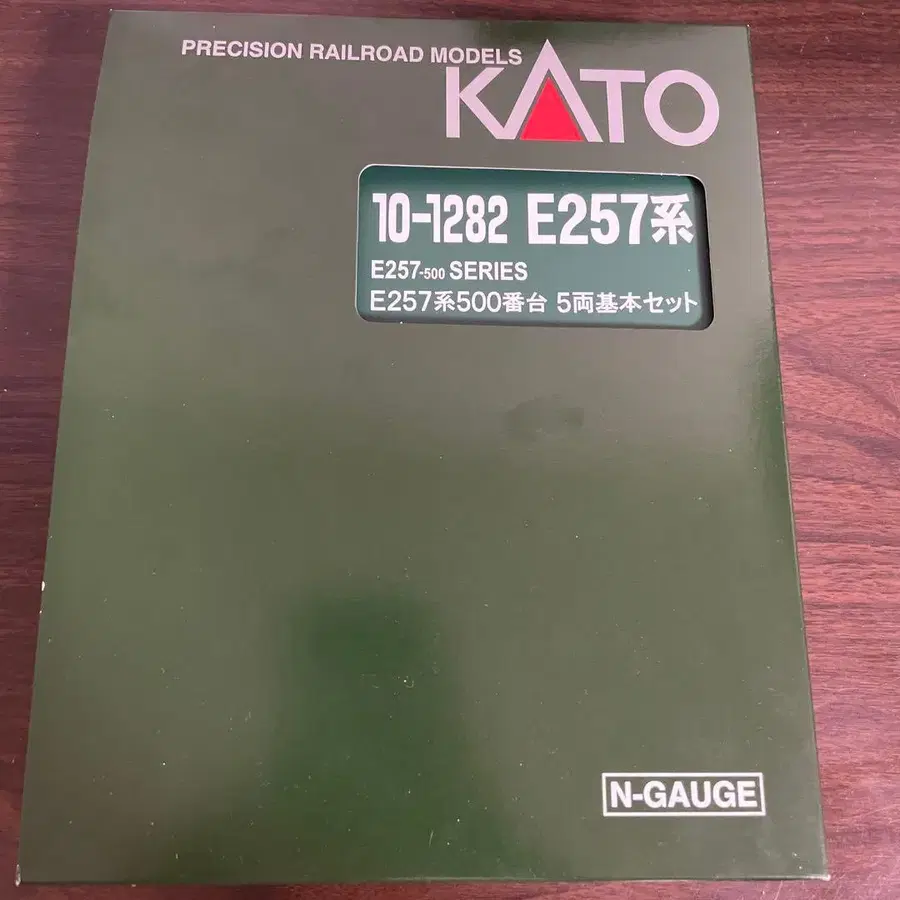 PRECISION RAILROAD MODELS
KATO
10-1282 E257系
E257-500 SERIES
E257系500番台 5両基本セット
N-GAUGE